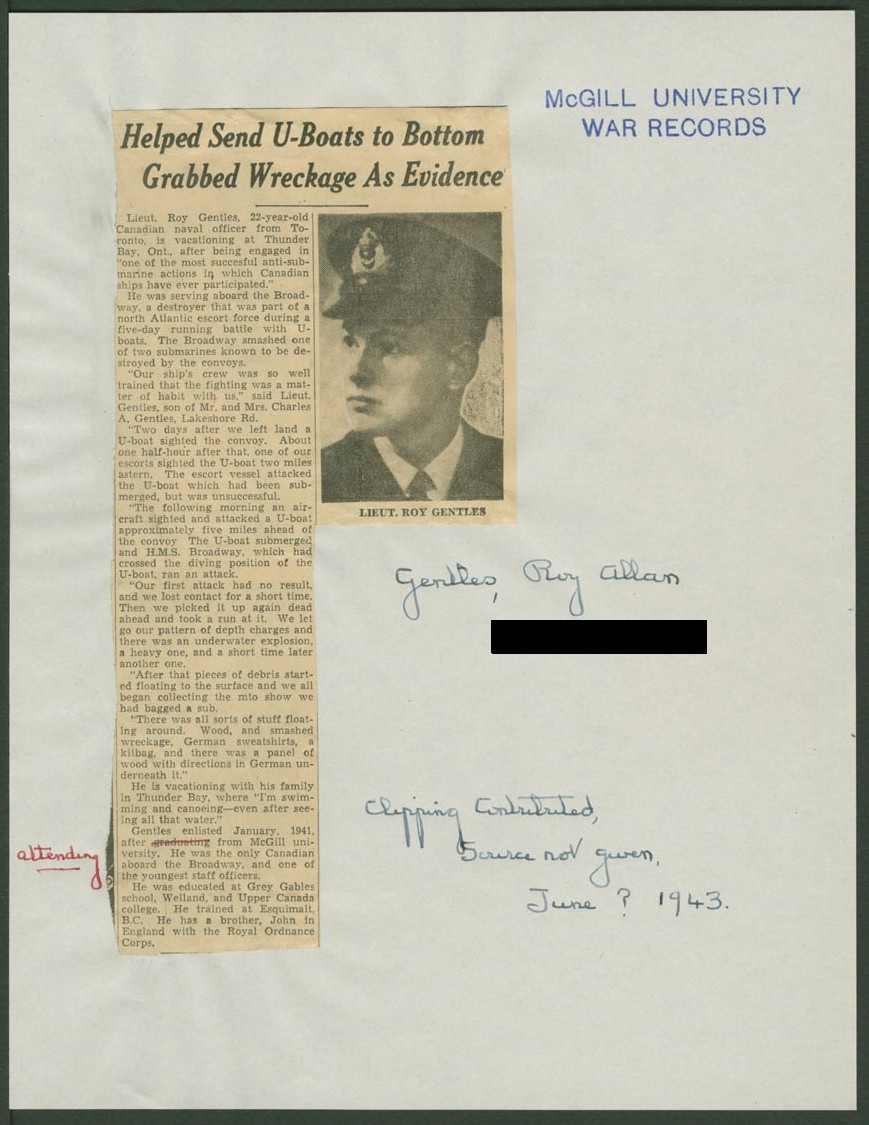 McGILL UNIVERSITY
WAR RECORDS
Helped Send U-Boats to Bottom
Grabbed Wreckage As Evidence
Lieut. Roy Gentles, 22-year-old
Canadian naval officer from To-
ronto, is vacationing at Thunder
Bay, Ont., after being engaged in
"one of the most succesful anti-sub-
marine actions in which Canadian
ships have ever participated."
He was serving aboard the Broad-
way, a destroyer that was part of a
north Atlantic escort force during a
five-day running battle with U-
boats. The Broadway smashed one
of two submarines known to be de-
stroyed by the convoys.
"Our ship's crew was so well
trained that the fighting was a mat-
ter of habit with us," said Lieut.
Gentles, son of Mr. and Mrs. Charles
A. Gentles, Lakeshore Rd.
"Two days after we left land a
U-boat sighted the convoy. About
one half-hour after that, one of our
escorts sighted the U-boat two miles
astern. The escort vessel attacked
the U-boat which had been sub-
merged, but was unsuccessful.
"The following morning an air-
craft sighted and attacked a U-boat
approximately five miles ahead of
the convoy The U-boat submerged
and H.M.S. Broadway, which had
crossed the diving position of the
U-boat, ran an attack.
"Our first attack had no result,
and we lost contact for a short time.
Then we picked it up again dead
ahead and took a run at it. We let
go our pattern of depth charges and
there was an underwater explosion,
a heavy one, and a short time later
another one.
"After that pieces of debris start-
ed floating to the surface and we all
began collecting the mto show we
had bagged a sub.
"There was all sorts of stuff float-
ing around. Wood, and smashed
wreckage, German sweatshirts, a
kitbag, and there was a panel of
wood with directions in German un-
derneath it."
He is vacationing with his family
in Thunder Bay, where "I'm swim-
ming and canoeing—even after see-
ing all that water."
Gentles enlisted January, 1941,
after graduating from McGill uni-
versity. He was the only Canadian
aboard the Broadway, and one of
the youngest staff officers.
He was educated at Grey Gables
school, Welland, and Upper Canada
college. He trained at Esquimalt,
B.C. He has a brother, John in
England with the Royal Ordnance
Corps.
attending
LIEUT. ROY GENTLES
Gentles, Roy Allan
Clipping Contributed,
Source not given,
June ? 1943.